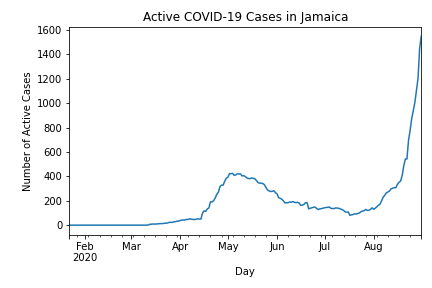 Active COVID-19 Cases in Jamaica
Number of Active Cases
1600
1400
1200
1000
800
600
400
200
0
Feb Mar Apr May Jun Jul Aug
2020
Day